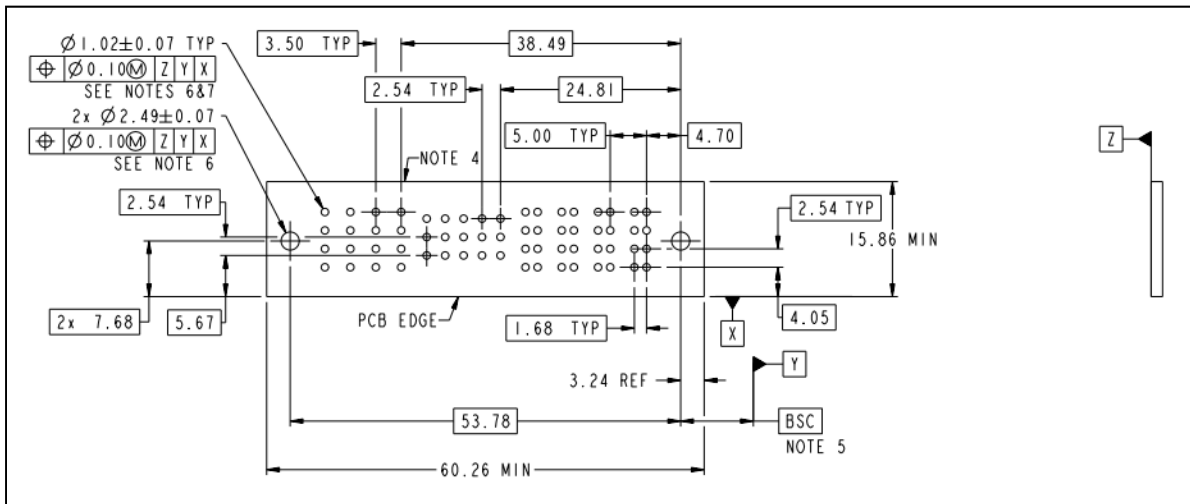 Ø1.02±0.07 TYP
⌖ Ø0.10Ⓜ Z Y X
SEE NOTES 6&7
2x Ø2.49±0.07
⌖ Ø0.10Ⓜ Z Y X
SEE NOTE 6
3.50 TYP
38.49
2.54 TYP
24.81
5.00 TYP
4.70
NOTE 4
Z
2.54 TYP
2.54 TYP
15.86 MIN
2x 7.68
5.67
PCB EDGE
1.68 TYP
4.05
X
Y
3.24 REF
53.78
BSC
NOTE 5
60.26 MIN